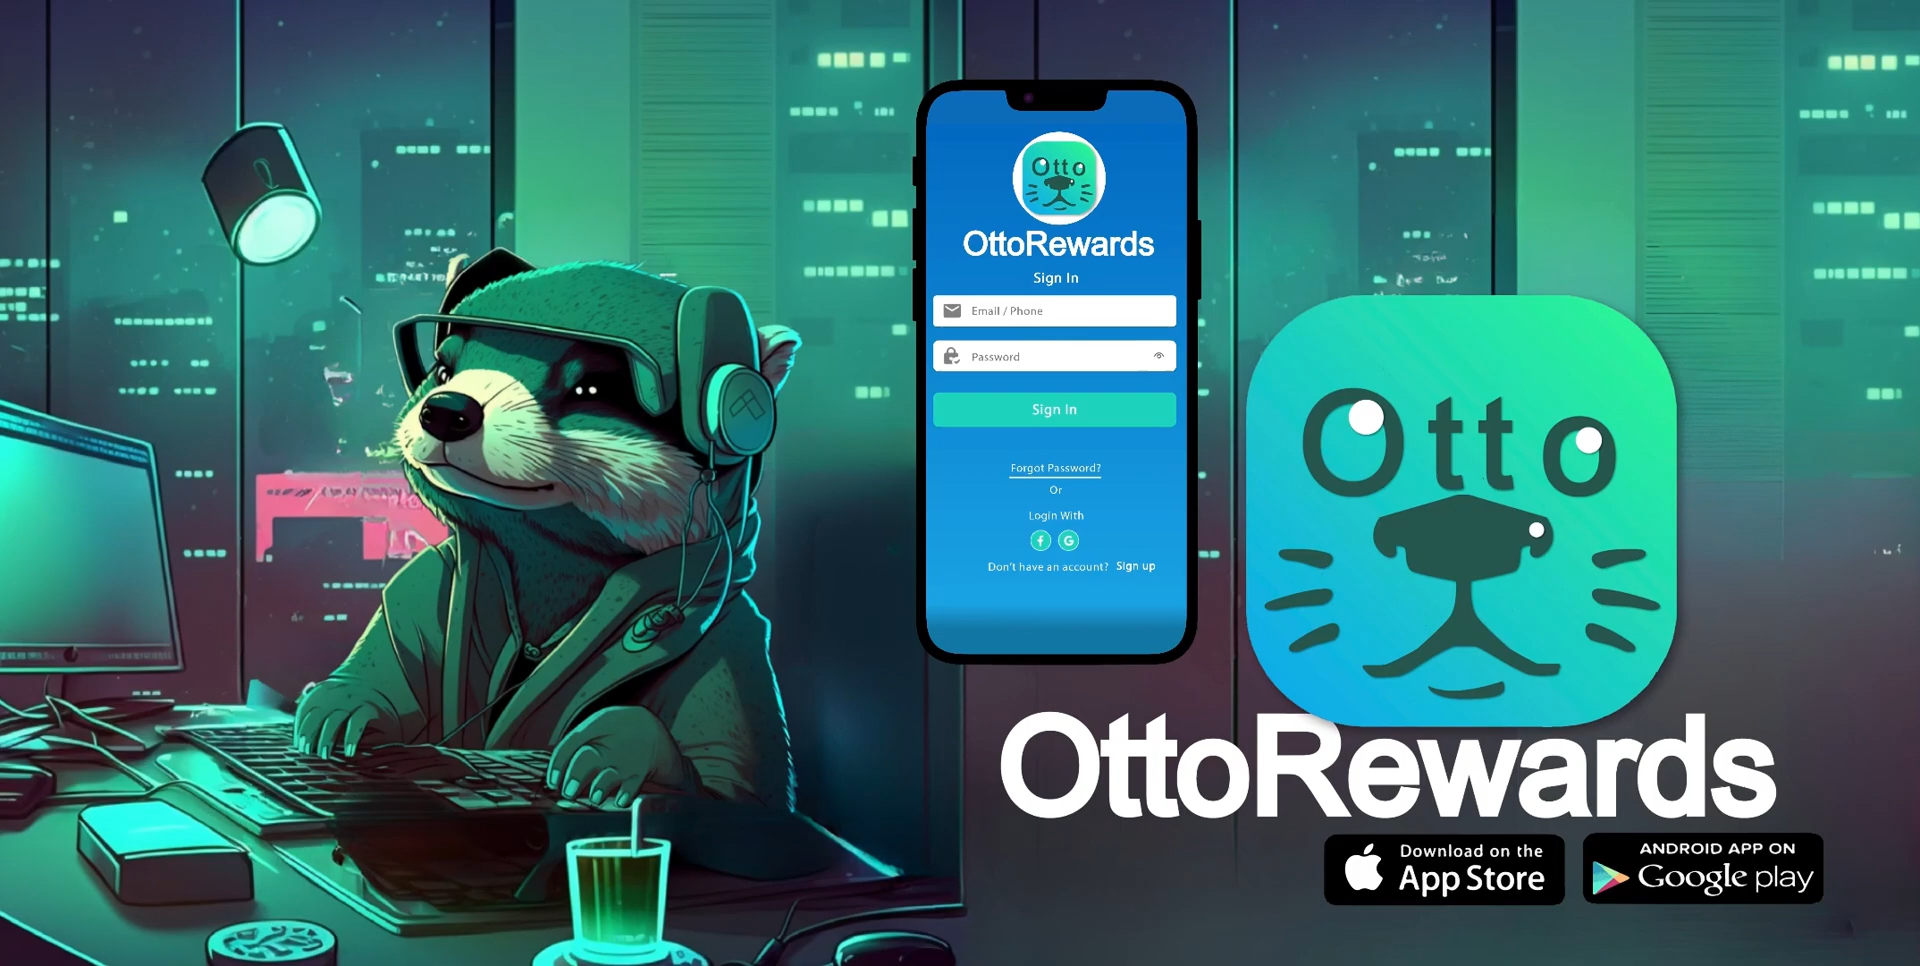 Otto
OttoRewards
Sign In
Email / Phone
Password
Sign In
Forgot Password?
Or
Login With
f G
Don't have an account? Sign up
Otto
OttoRewards
Download on the
App Store
ANDROID APP ON
Google play